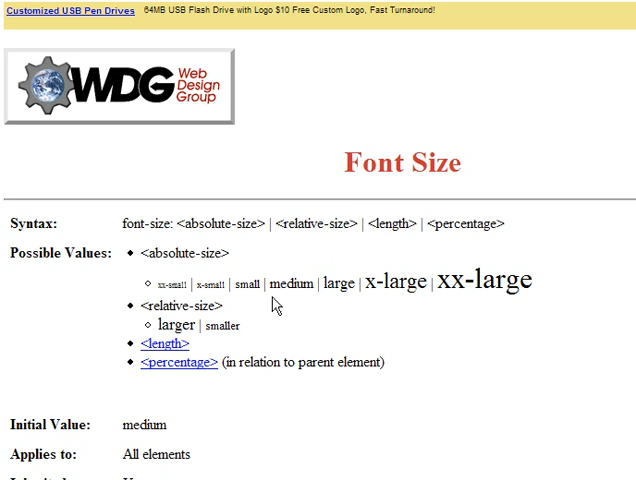 Customized USB Pen Drives 64MB USB Flash Drive with Logo $10 Free Custom Logo, Fast Turnaround!
WDG Web Design Group
Font Size
Syntax: font-size: <absolute-size> | <relative-size> | <length> | <percentage>
Possible Values: <absolute-size>
xx-small | x-small | small | medium | large | x-large | xx-large
<relative-size>
larger | smaller
<length>
<percentage> (in relation to parent element)
Initial Value: medium
Applies to: All elements